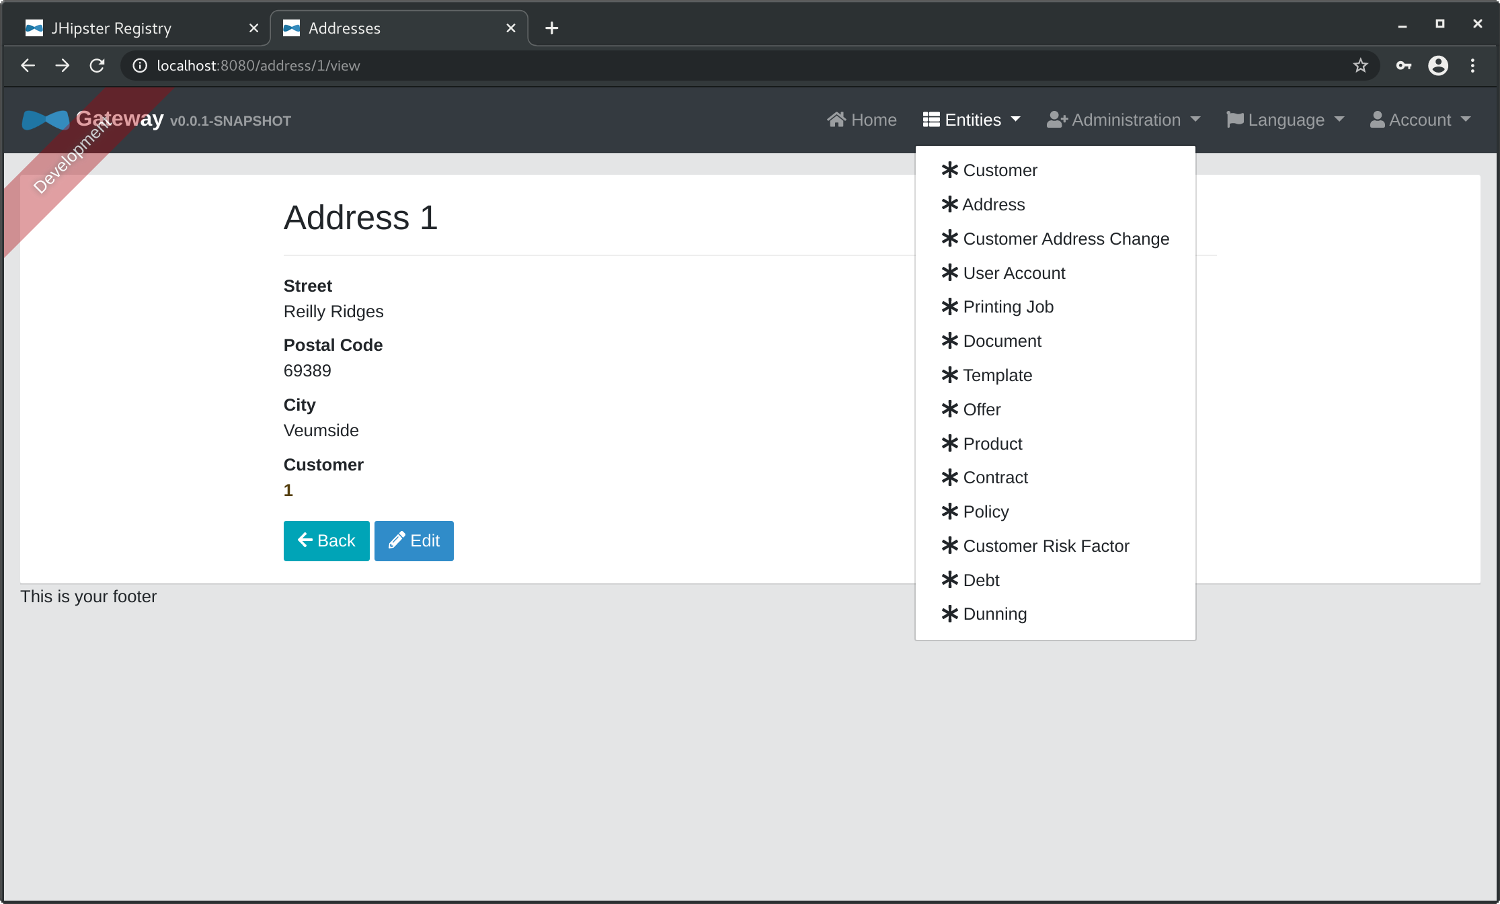 JHipster Registry
Addresses
localhost:8080/address/1/view
Gateway v0.0.1-SNAPSHOT
Home
Entities
Administration
Language
Account
Development
Customer
Address
Customer Address Change
User Account
Printing Job
Document
Template
Offer
Product
Contract
Policy
Customer Risk Factor
Debt
Dunning
Address 1
Street
Reilly Ridges
Postal Code
69389
City
Veumside
Customer
1
Back
Edit
This is your footer